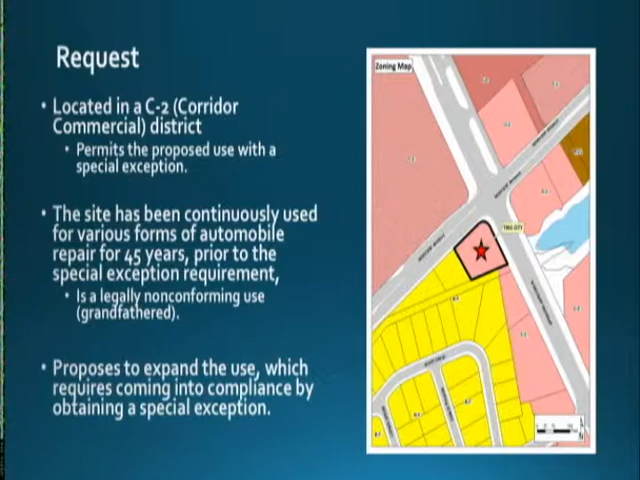 Request
• Located in a C-2 (Corridor
Commercial) district
• Permits the proposed use with a
special exception.
• The site has been continuously used
for various forms of automobile
repair for 45 years, prior to the
special exception requirement,
• Is a legally nonconforming use
(grandfathered).
• Proposes to expand the use, which
requires coming into compliance by
obtaining a special exception.
Zoning Map